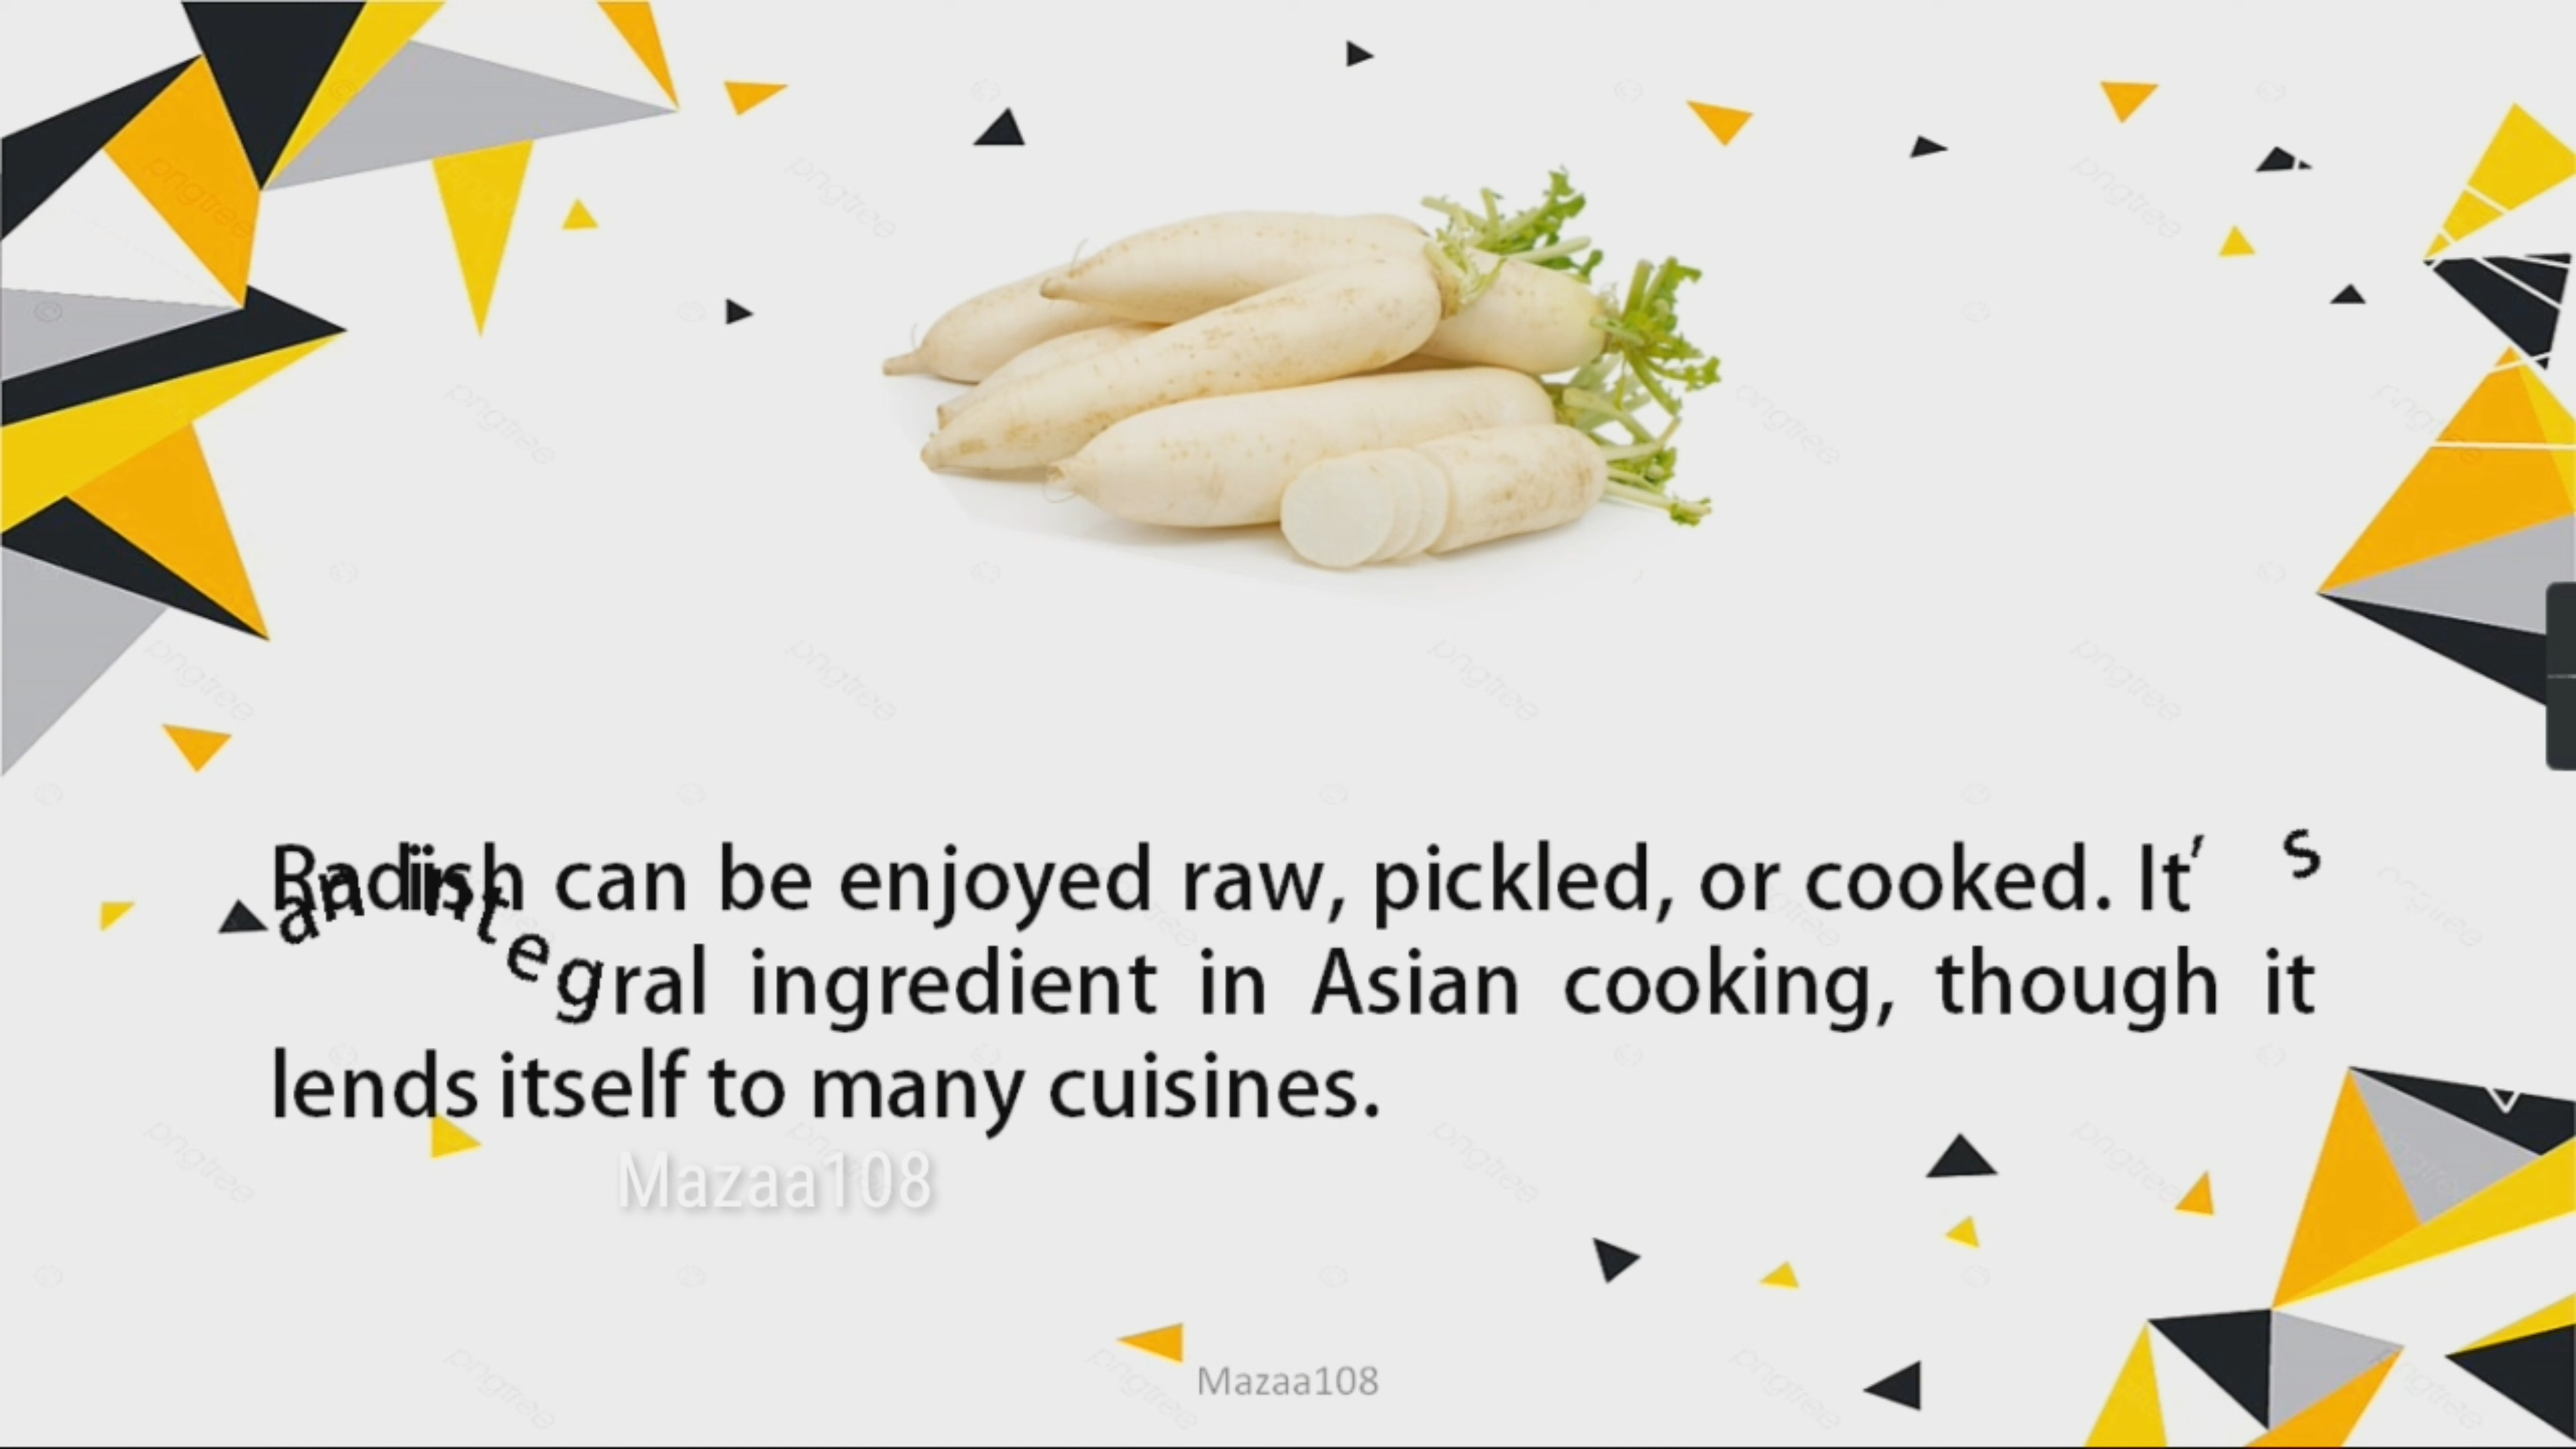 Radish can be enjoyed raw, pickled, or cooked. It's
an integral ingredient in Asian cooking, though it
lends itself to many cuisines.
Mazaa108
Mazaa108